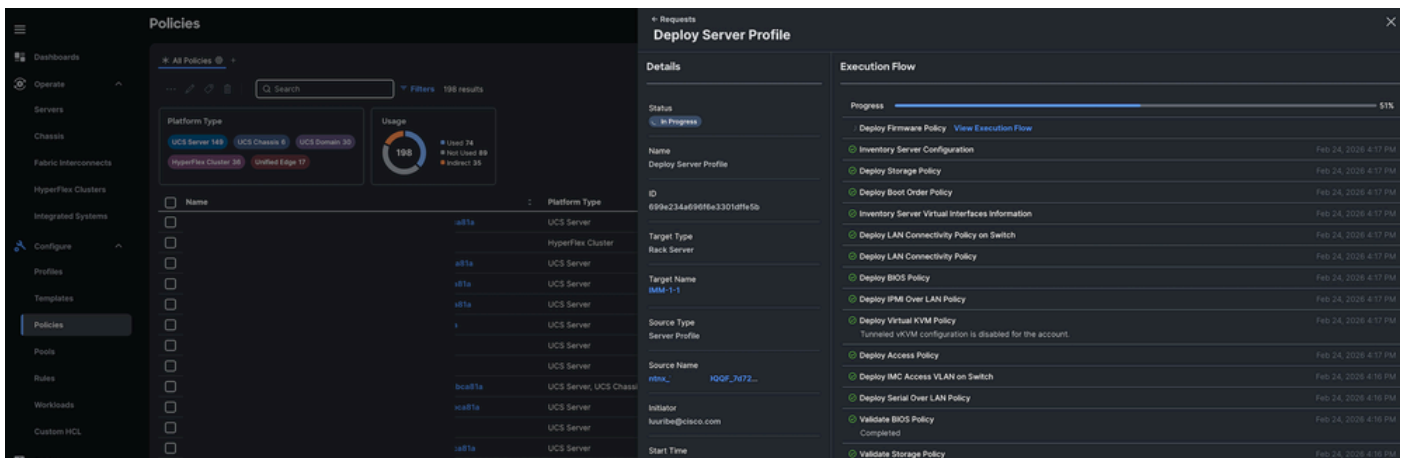 Policies
← Requests
Deploy Server Profile
Dashboards
Operate
Servers
Chassis
Fabric Interconnects
HyperFlex Clusters
Integrated Systems
Configure
Profiles
Templates
Policies
Pools
Rules
Workloads
Custom HCL
All Policies
Search
Filters 198 results
Platform Type
UCS Server 149 UCS Chassis 6 UCS Domain 30
HyperFlex Cluster 38 Unified Edge 17
Usage
198
Used 74
Not Used 89
Indirect 35
Name Platform Type
a81a UCS Server
HyperFlex Cluster
a81a UCS Server
81a UCS Server
81a UCS Server
UCS Server
UCS Server
UCS Server
bca81a UCS Server, UCS Chassi
ca81a UCS Server
UCS Server
a81a UCS Server
Details
Status
In Progress
Name
Deploy Server Profile
ID
699e234a696f6e3301dffe5b
Target Type
Rack Server
Target Name
IMM-1-1
Source Type
Server Profile
Source Name
ntnx_ IQQF_7d72...
Initiator
luuribe@cisco.com
Start Time
Execution Flow
Progress 51%
Deploy Firmware Policy View Execution Flow
Inventory Server Configuration Feb 24, 2026 4:17 PM
Deploy Storage Policy Feb 24, 2026 4:17 PM
Deploy Boot Order Policy Feb 24, 2026 4:17 PM
Inventory Server Virtual Interfaces Information Feb 24, 2026 4:17 PM
Deploy LAN Connectivity Policy on Switch Feb 24, 2026 4:17 PM
Deploy LAN Connectivity Policy Feb 24, 2026 4:17 PM
Deploy BIOS Policy Feb 24, 2026 4:17 PM
Deploy IPMI Over LAN Policy Feb 24, 2026 4:17 PM
Deploy Virtual KVM Policy Feb 24, 2026 4:17 PM
Tunneled vKVM configuration is disabled for the account.
Deploy Access Policy Feb 24, 2026 4:17 PM
Deploy IMC Access VLAN on Switch Feb 24, 2026 4:16 PM
Deploy Serial Over LAN Policy Feb 24, 2026 4:16 PM
Validate BIOS Policy Feb 24, 2026 4:16 PM
Completed
Validate Storage Policy Feb 24, 2026 4:16 PM